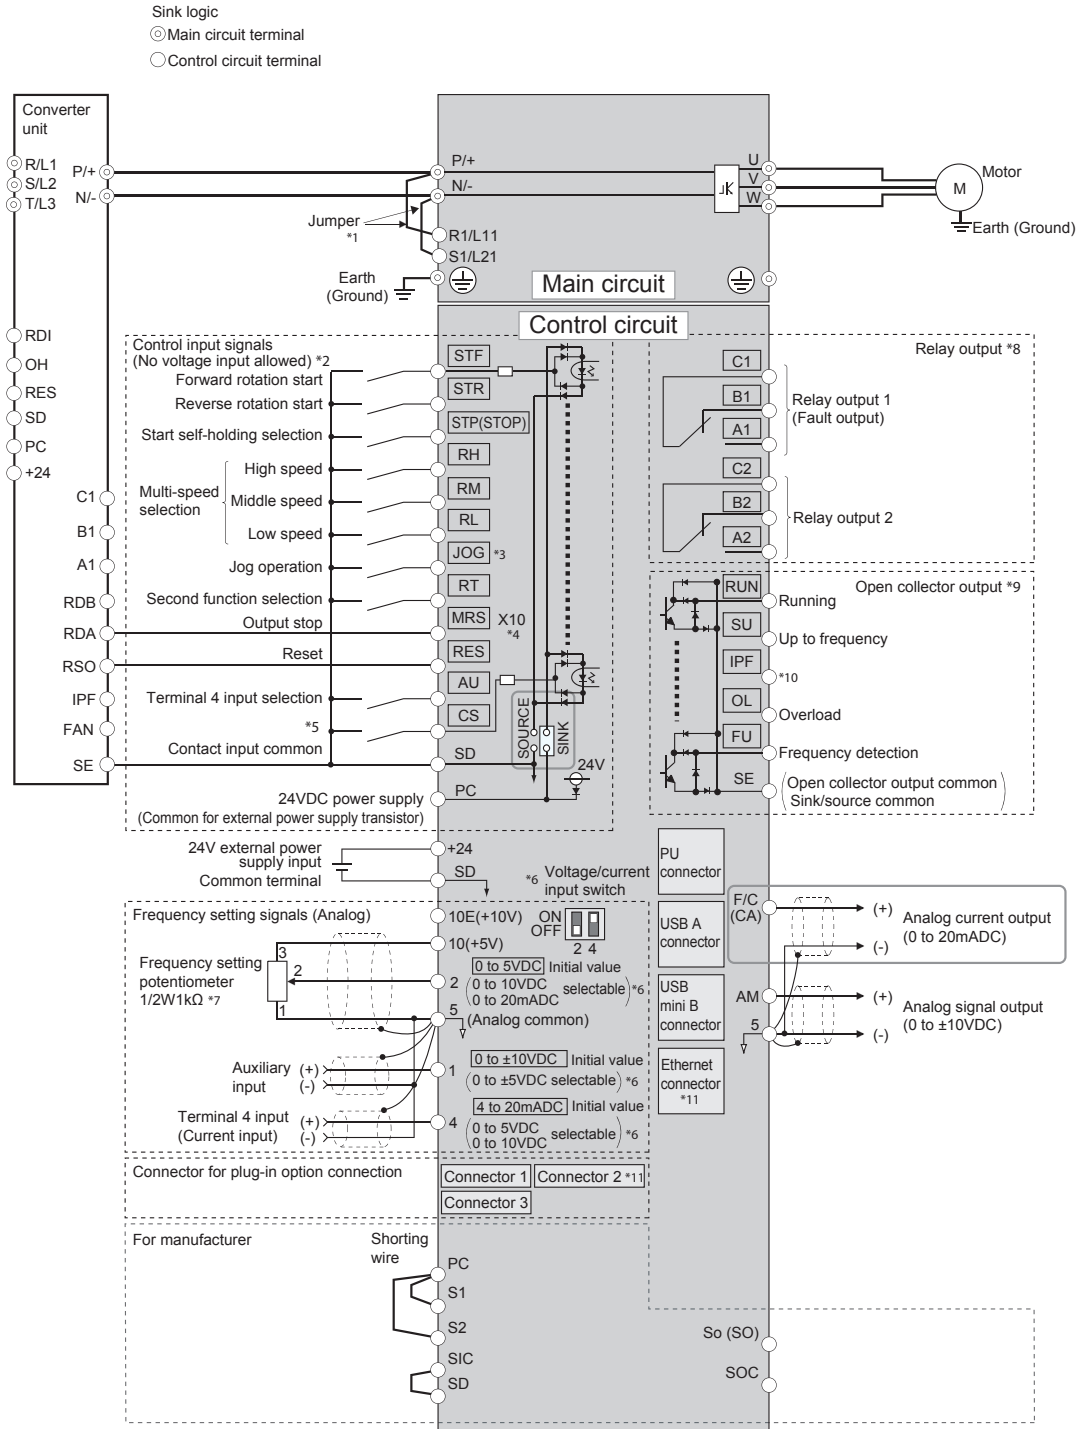 Sink logic
Main circuit terminal
Control circuit terminal
Converter
unit
R/L1
S/L2
T/L3
P/+
N/-
RDI
OH
RES
SD
PC
+24
C1
B1
A1
RDB
RDA
RSO
IPF
FAN
SE
P/+
N/-
Jumper
*1
R1/L11
S1/L21
Earth
(Ground)
Main circuit
U
V
W
M
Motor
Earth (Ground)
Control circuit
Control input signals
(No voltage input allowed) *2
Forward rotation start
Reverse rotation start
Start self-holding selection
Multi-speed
selection
High speed
Middle speed
Low speed
Jog operation
Second function selection
Output stop
Reset
Terminal 4 input selection
*5
Contact input common
24VDC power supply
(Common for external power supply transistor)
STF
STR
STP(STOP)
RH
RM
RL
JOG *3
RT
MRS X10
*4
RES
AU
CS
SD
PC
SOURCE
SINK
24V
Relay output *8
C1
B1
A1
Relay output 1
(Fault output)
C2
B2
A2
Relay output 2
Open collector output *9
RUN
Running
SU
Up to frequency
IPF
*10
OL
Overload
FU
Frequency detection
SE
(Open collector output common
Sink/source common)
24V external power
supply input
Common terminal
+24
SD
*6 Voltage/current
input switch
ON
OFF
2 4
Frequency setting signals (Analog)
Frequency setting
potentiometer
1/2W1kΩ *7
3
2
1
10E(+10V)
10(+5V)
2
0 to 5VDC Initial value
(0 to 10VDC
0 to 20mADC selectable) *6
5
(Analog common)
Auxiliary
input
(+)
(-)
1
0 to ±10VDC Initial value
(0 to ±5VDC selectable) *6
Terminal 4 input
(Current input)
(+)
(-)
4
4 to 20mADC Initial value
(0 to 5VDC
0 to 10VDC selectable) *6
PU
connector
USB A
connector
USB
mini B
connector
Ethernet
connector
*11
F/C
(CA)
(+)
(-)
Analog current output
(0 to 20mADC)
AM
5
(+)
(-)
Analog signal output
(0 to ±10VDC)
Connector for plug-in option connection
Connector 1
Connector 2 *11
Connector 3
For manufacturer
Shorting
wire
PC
S1
S2
SIC
SD
So (SO)
SOC